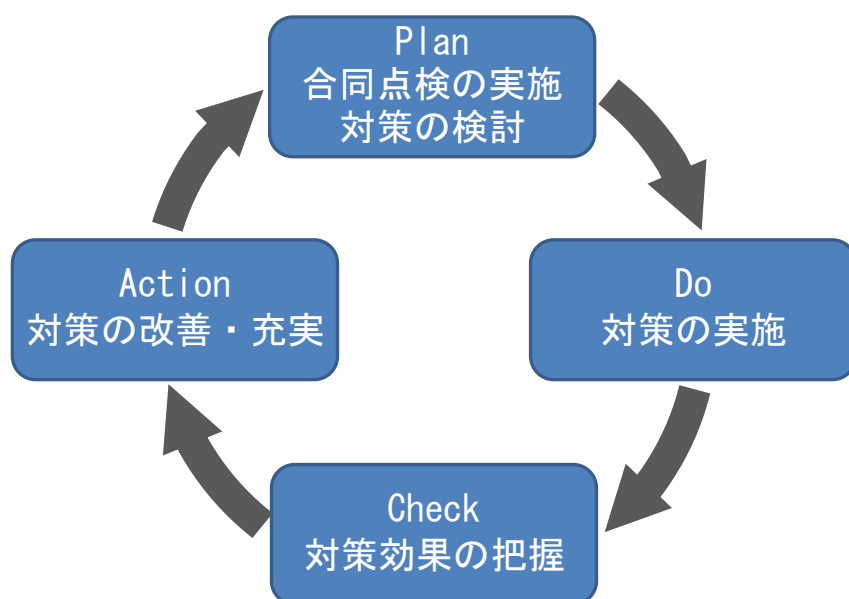 Plan
合同点検の実施
対策の検討
Action
対策の改善・充実
Do
対策の実施
Check
対策効果の把握